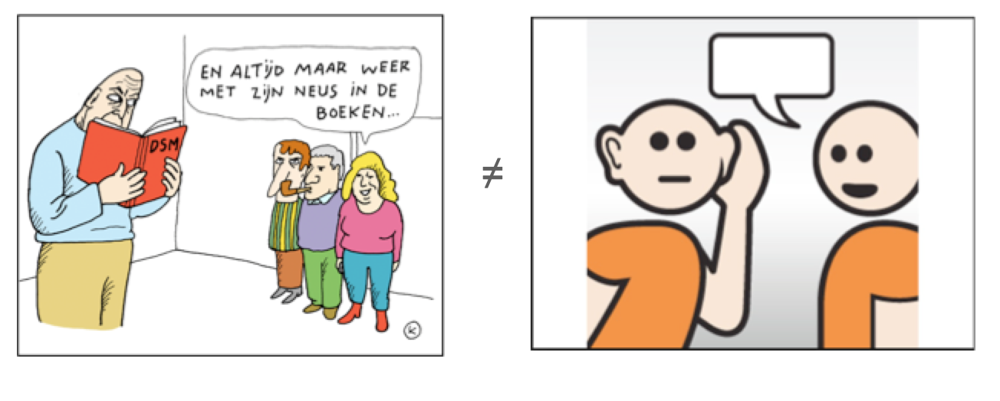 EN ALTIJD MAAR WEER
MET ZIJN NEUS IN DE
BOEKEN...
DSM
≠
K